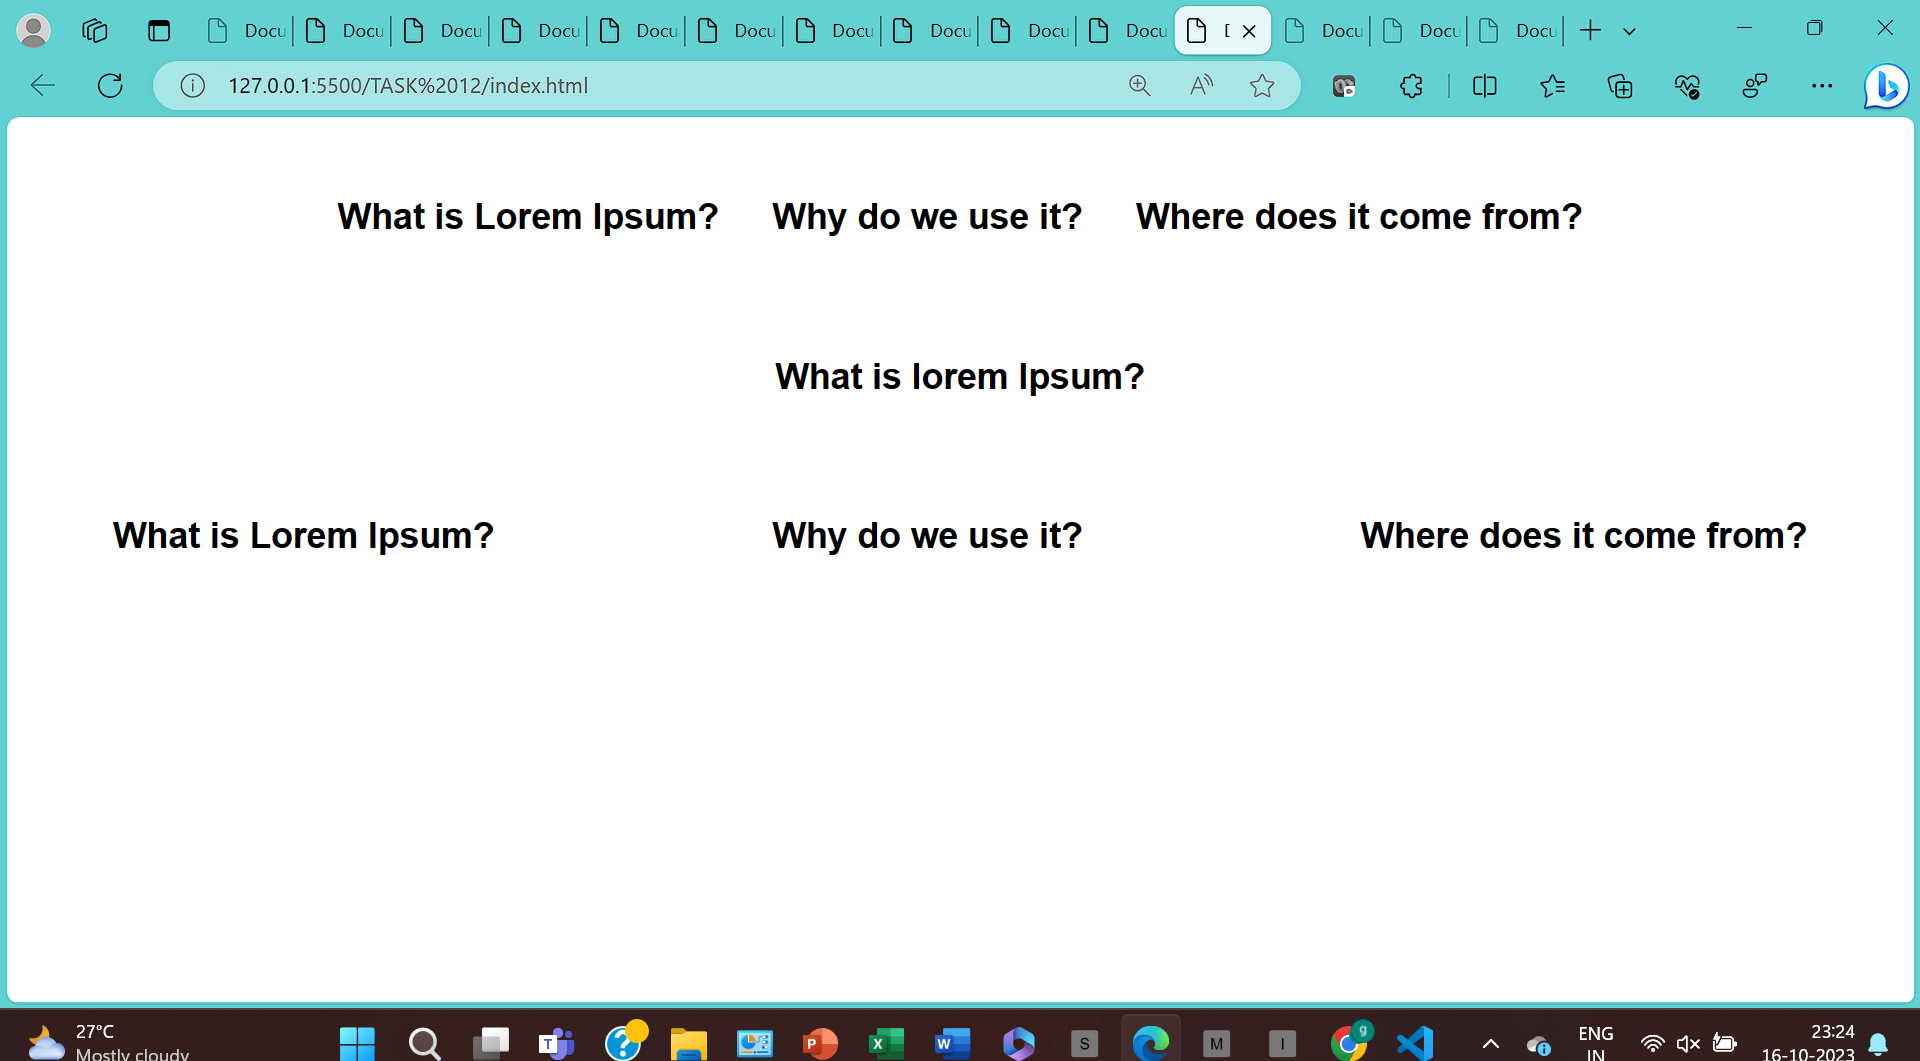 Docu Docu Docu Docu Docu Docu Docu Docu Docu Docu Docu Docu Docu
127.0.0.1:5500/TASK%2012/index.html
What is Lorem Ipsum? Why do we use it? Where does it come from?
What is lorem Ipsum?
What is Lorem Ipsum? Why do we use it? Where does it come from?
27°C
Mostly cloudy
T
?
P
X
W
S
M
I
g
ENG
IN
23:24
16-10-2023